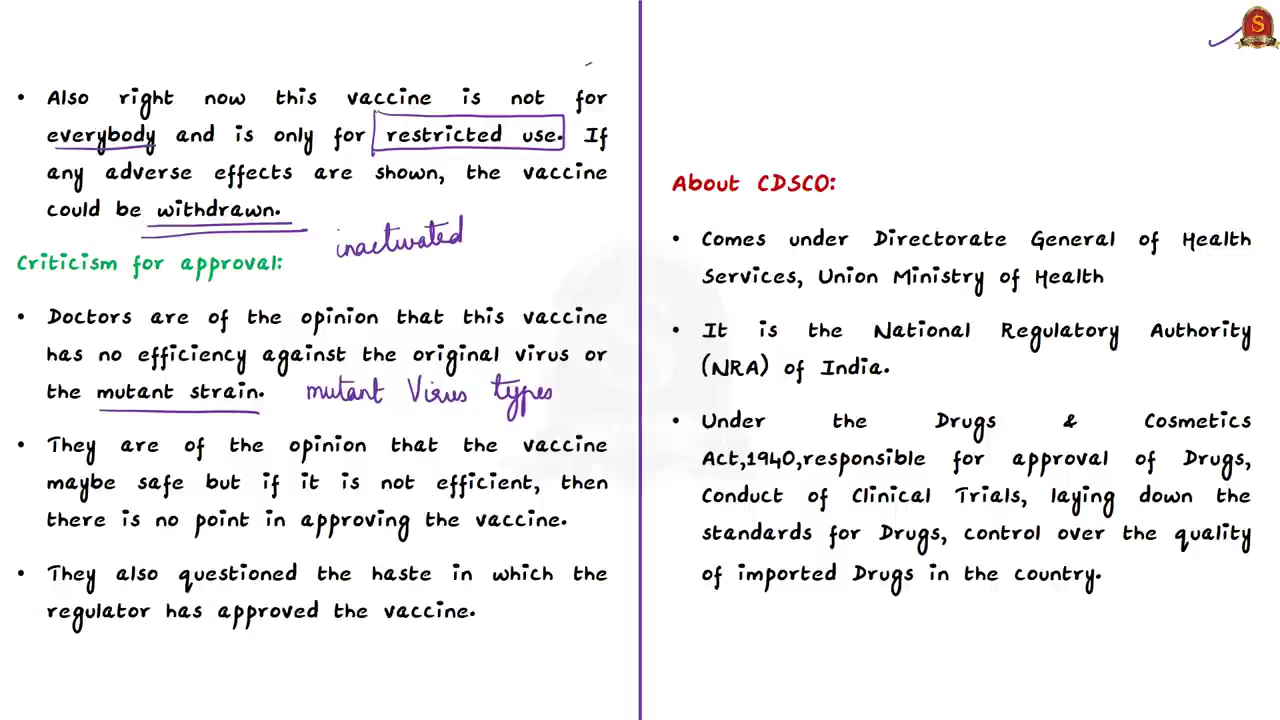 • Also right now this vaccine is not for
everybody and is only for restricted use. If
any adverse effects are shown, the vaccine
could be withdrawn.
inactivated
Criticism for approval:
• Doctors are of the opinion that this vaccine
has no efficiency against the original virus or
the mutant strain. mutant Virus types
• They are of the opinion that the vaccine
maybe safe but if it is not efficient, then
there is no point in approving the vaccine.
• They also questioned the haste in which the
regulator has approved the vaccine.
S
About CDSCO:
• Comes under Directorate General of Health
Services, Union Ministry of Health
• It is the National Regulatory Authority
(NRA) of India.
• Under the Drugs & Cosmetics
Act,1940,responsible for approval of Drugs,
Conduct of Clinical Trials, laying down the
standards for Drugs, control over the quality
of imported Drugs in the country.